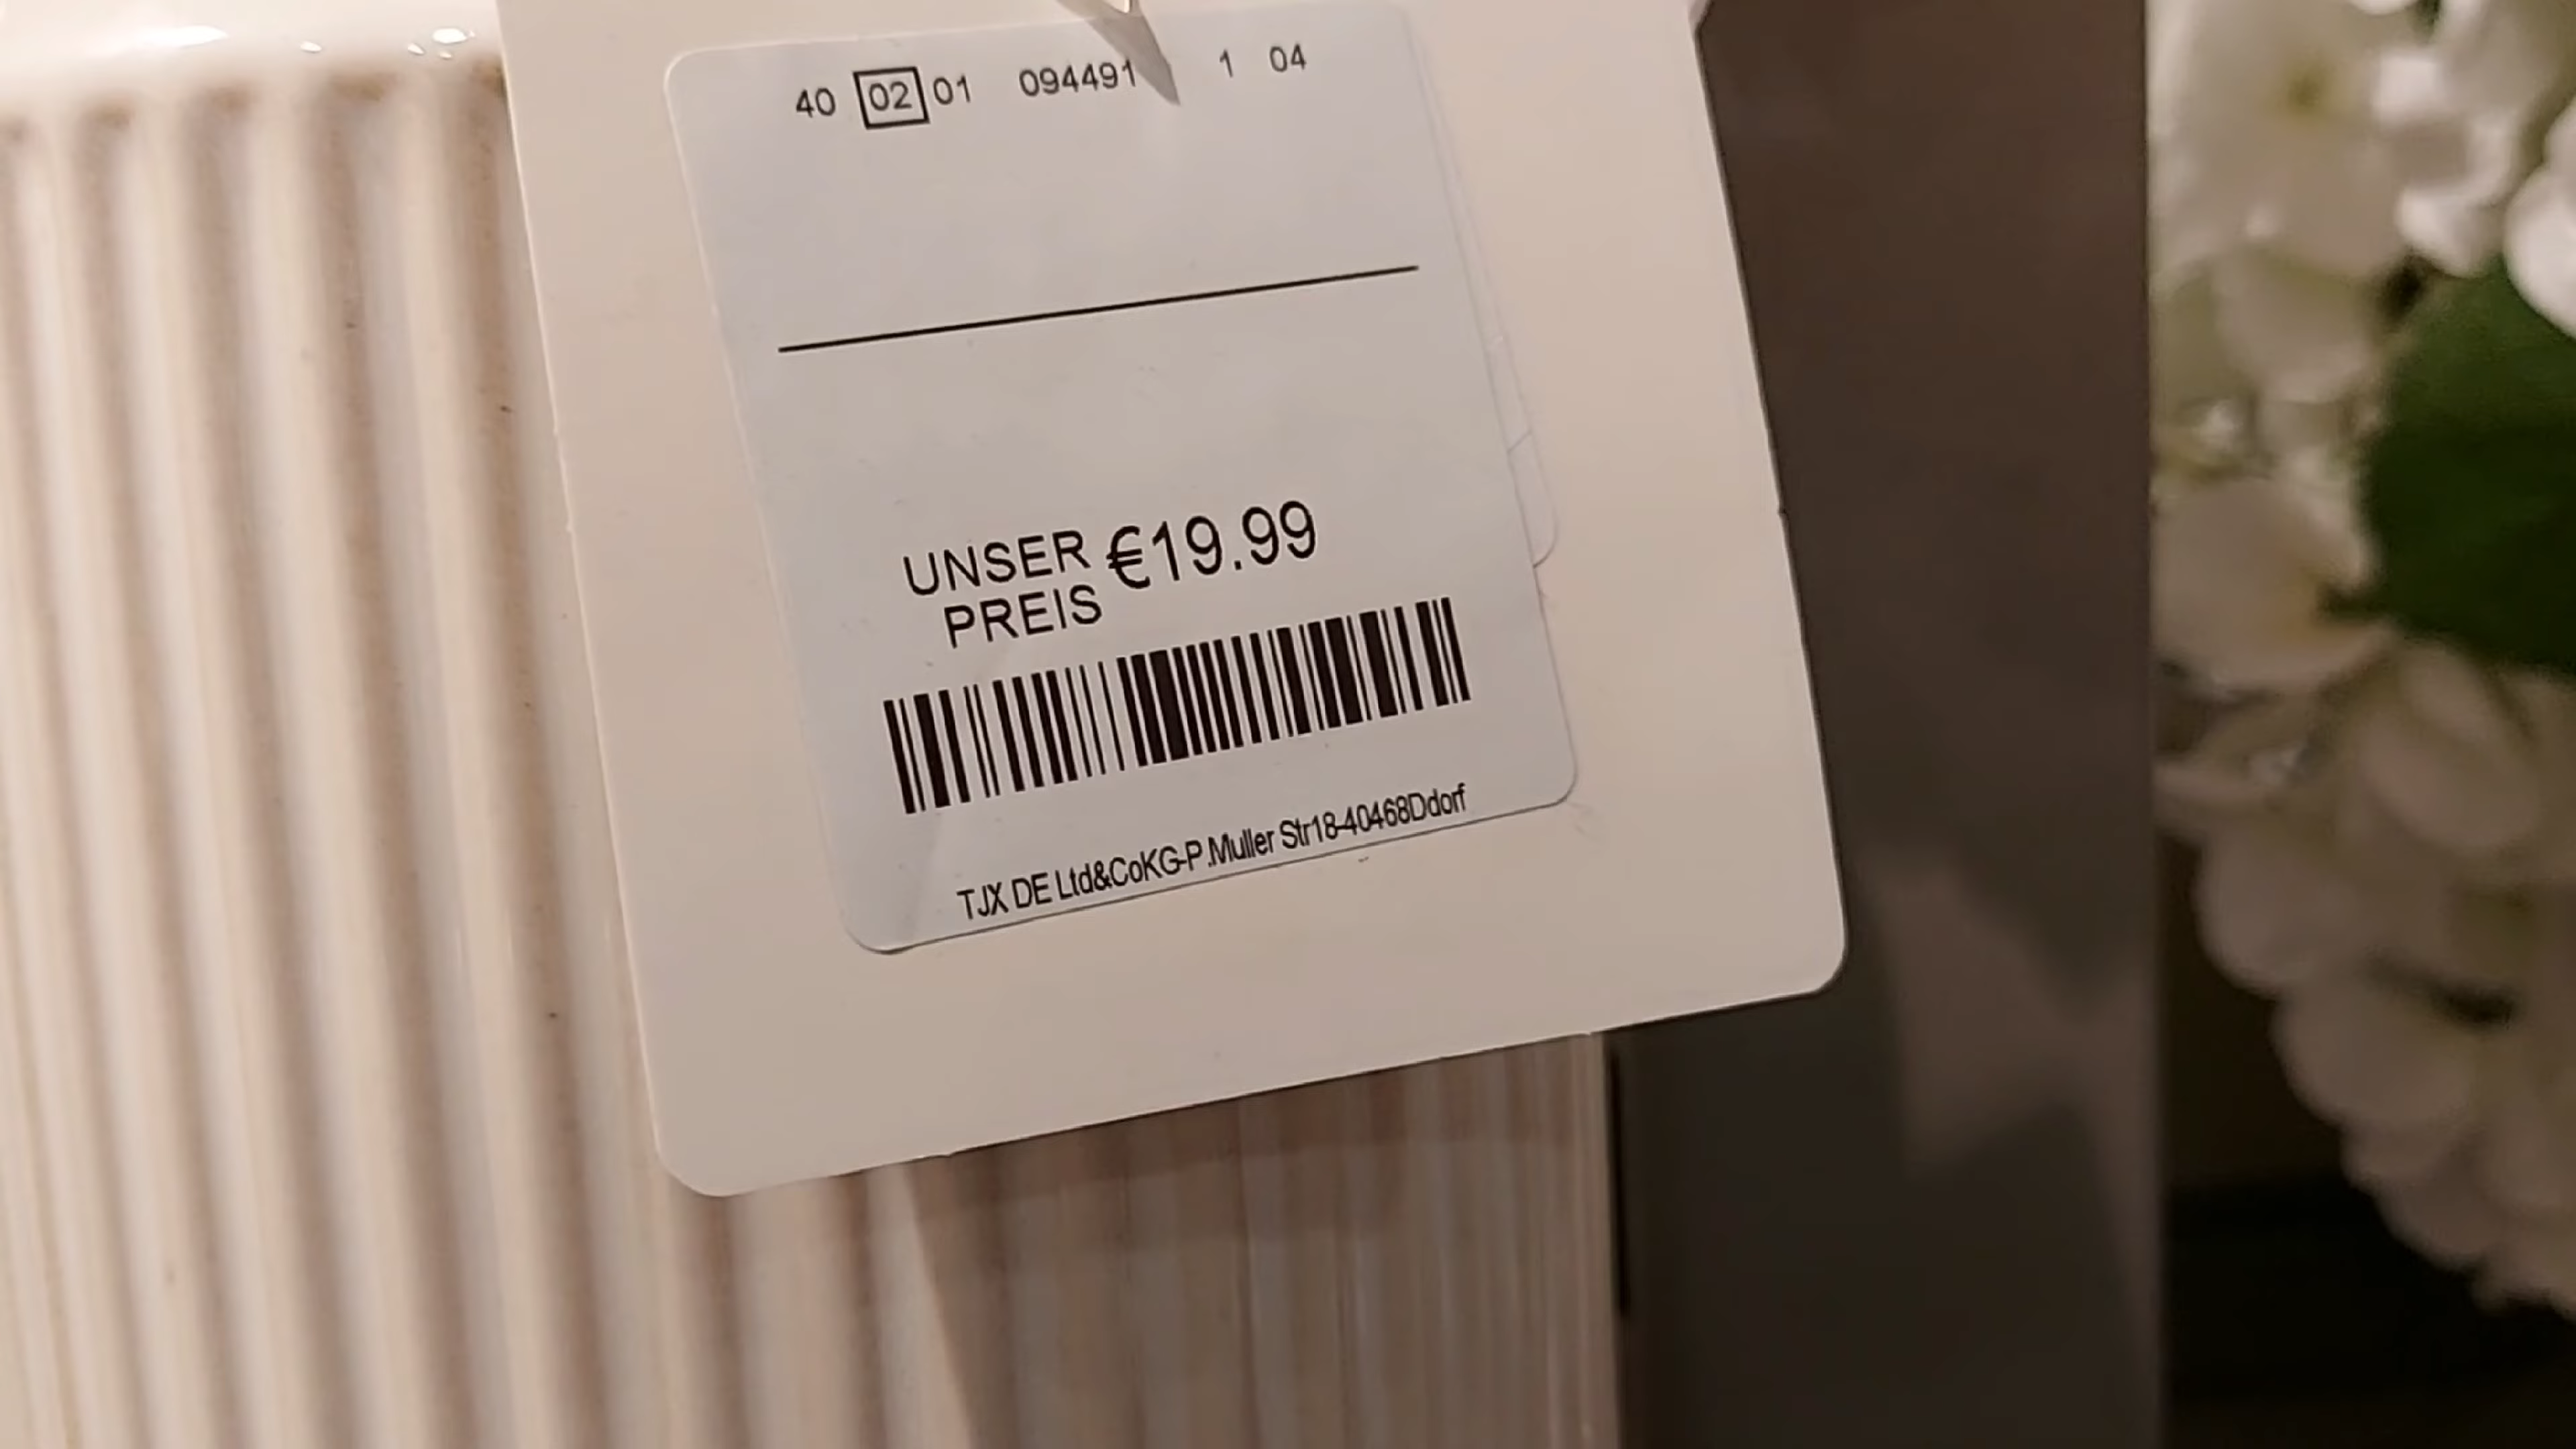 40 02 01 094491 1 04
UNSER €19.99
PREIS
TJX DE Ltd&CoKG-P.Muller Str18-40468Ddorf